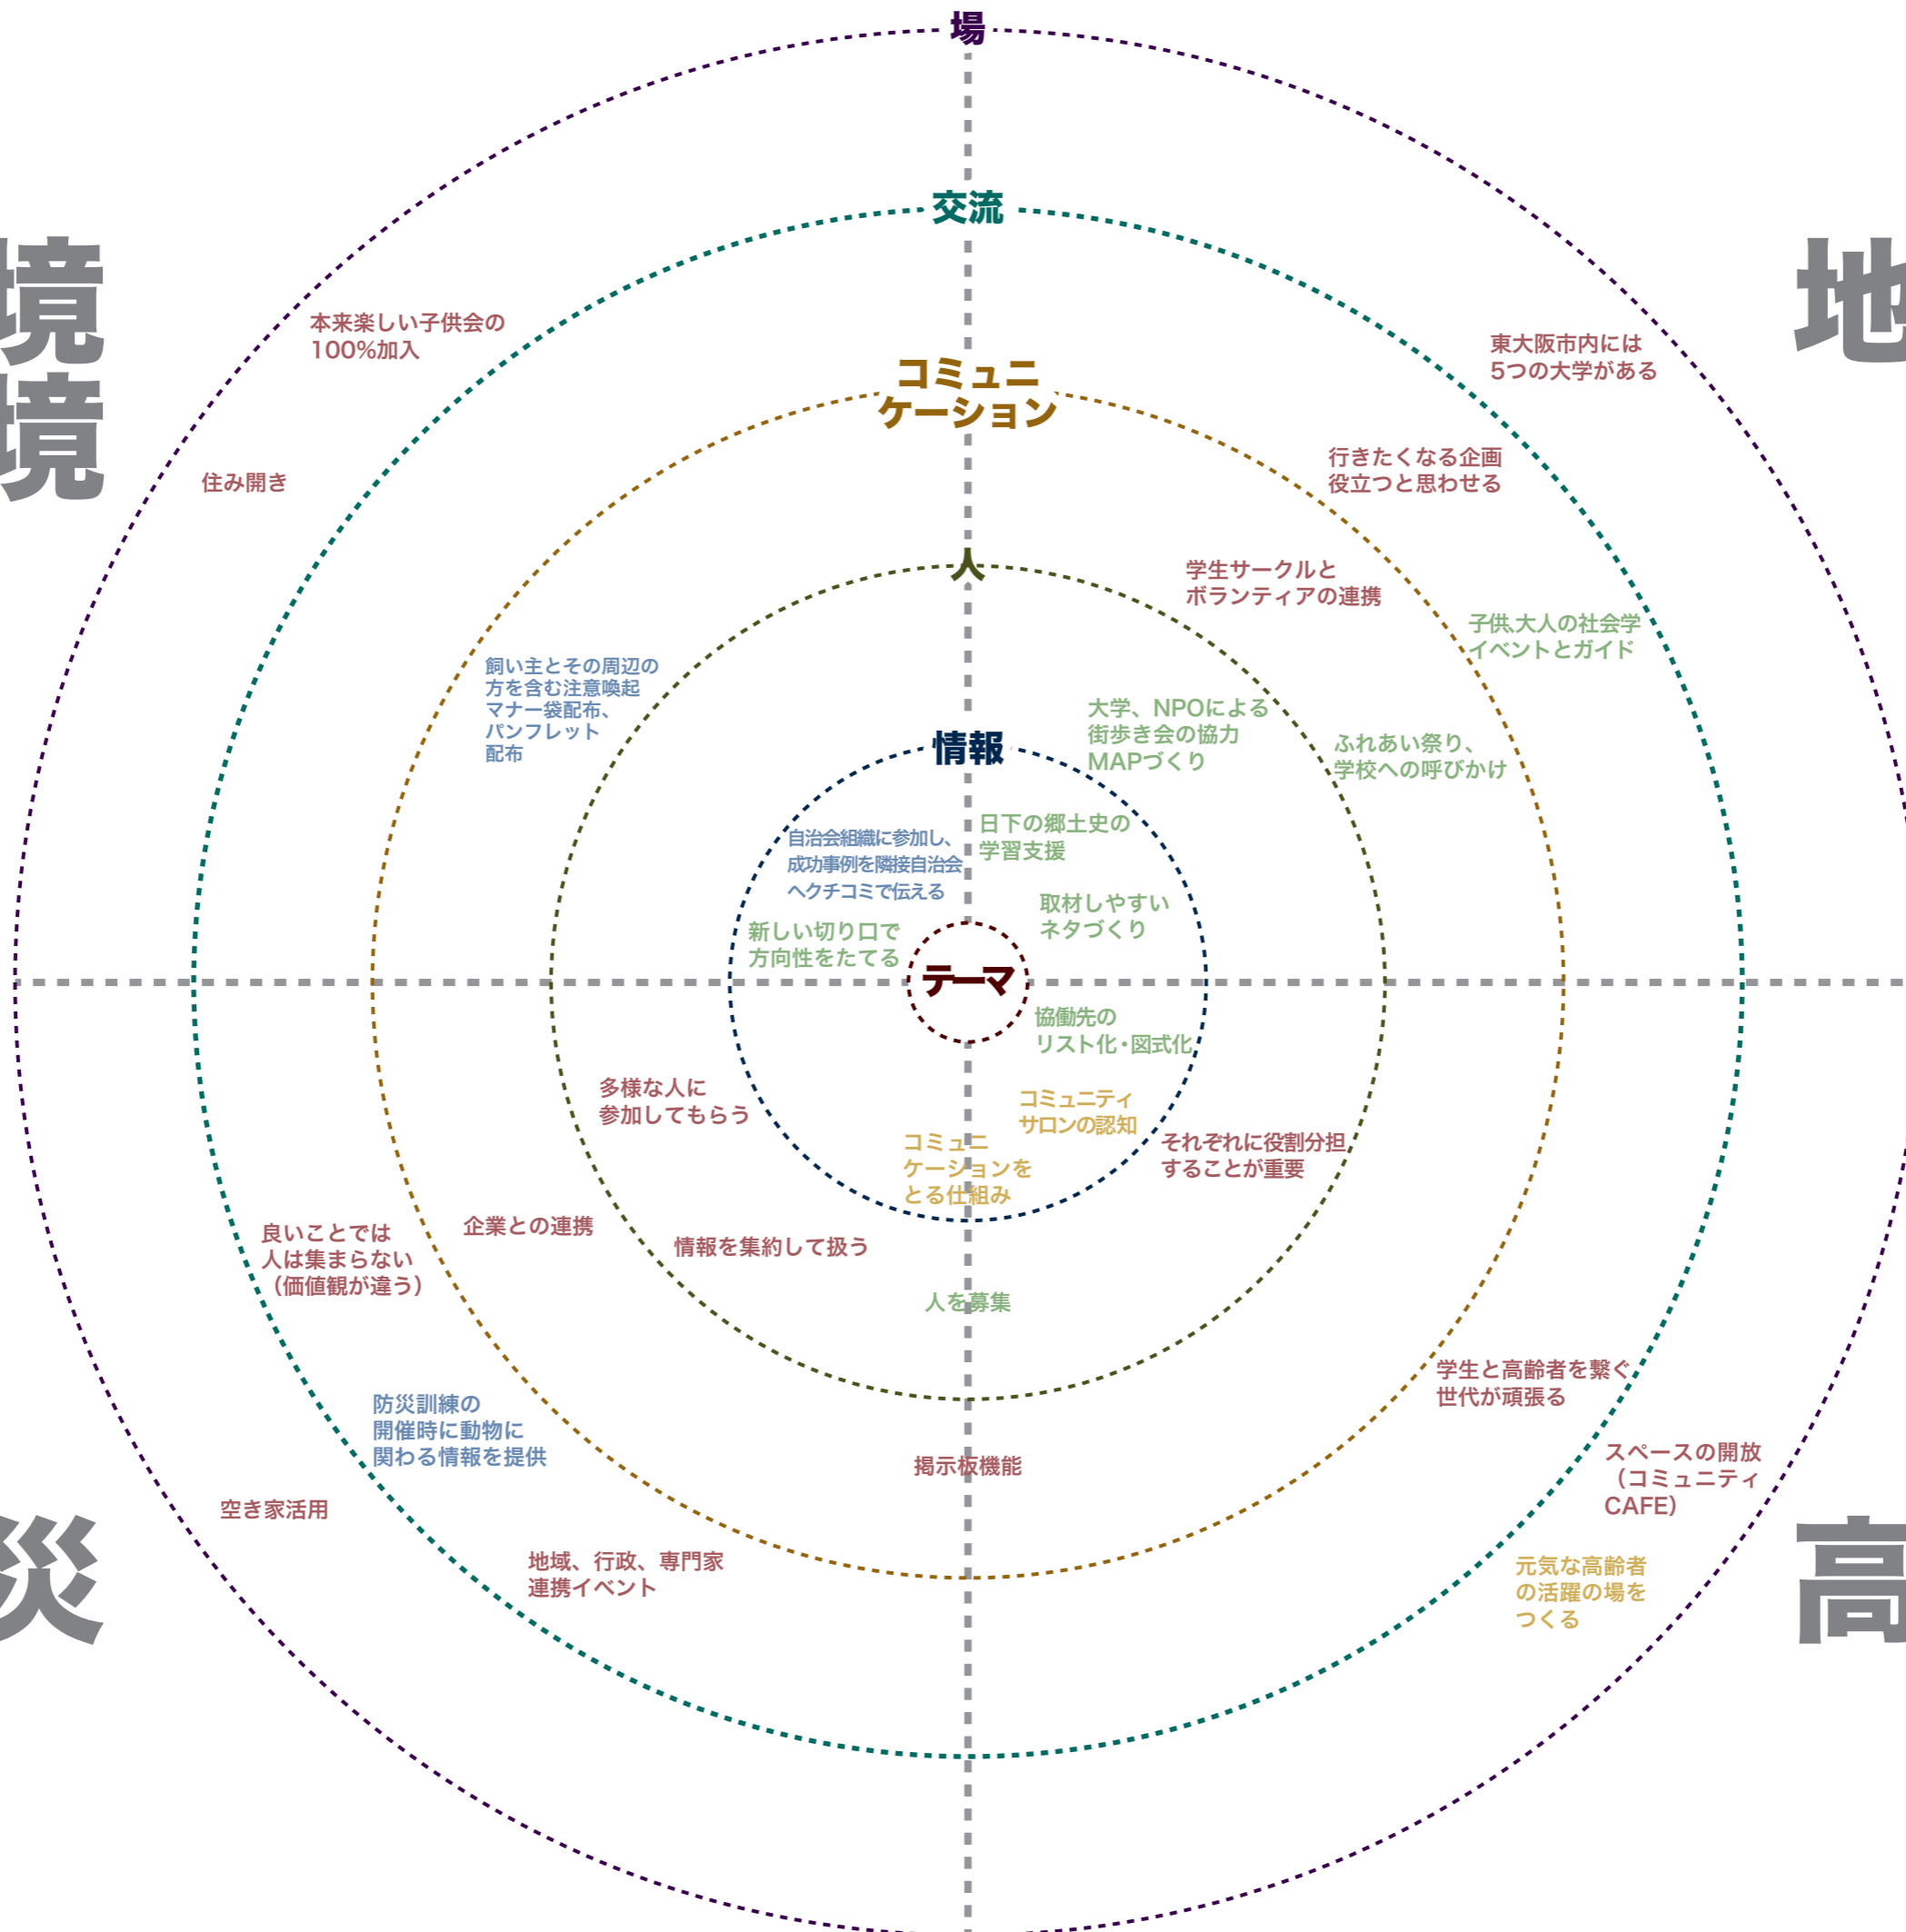 場
交流
コミュニ
ケーション
人
情報
テーマ
境
境
地
災
高
本来楽しい子供会の
100%加入
住み開き
東大阪市内には
5つの大学がある
行きたくなる企画
役立つと思わせる
学生サークルと
ボランティアの連携
子供、大人の社会学
イベントとガイド
飼い主とその周辺の
方を含む注意喚起
マナー袋配布、
パンフレット
配布
大学、NPOによる
街歩き会の協力
MAPづくり
ふれあい祭り、
学校への呼びかけ
自治会組織に参加し、
成功事例を隣接自治会
へクチコミで伝える
日下の郷土史の
学習支援
取材しやすい
ネタづくり
新しい切り口で
方向性をたてる
協働先の
リスト化・図式化
多様な人に
参加してもらう
コミュニティ
サロンの認知
コミュニ
ケーションを
とる仕組み
それぞれに役割分担
することが重要
良いことでは
人は集まらない
（価値観が違う）
企業との連携
情報を集約して扱う
人を募集
学生と高齢者を繋ぐ
世代が頑張る
防災訓練の
開催時に動物に
関わる情報を提供
掲示板機能
スペースの開放
（コミュニティ
CAFE）
空き家活用
地域、行政、専門家
連携イベント
元気な高齢者
の活躍の場を
つくる